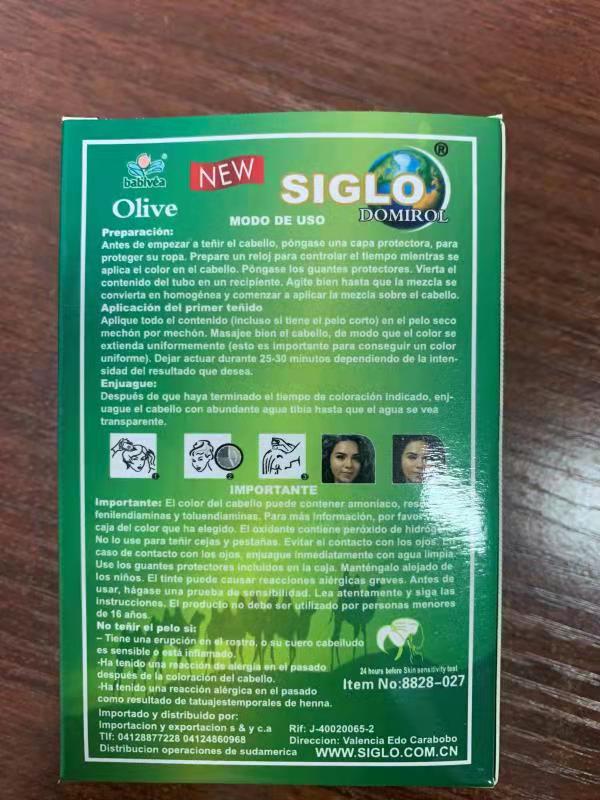 babivéa
NEW
SIGLO ®
Olive
DOMIROL
MODO DE USO
Preparación:
Antes de empezar a teñir el cabello, póngase una capa protectora, para
proteger su ropa. Prepare un reloj para controlar el tiempo mientras se
aplica el color en el cabello. Póngase los guantes protectores. Vierta el
contenido del tubo en un recipiente. Agite bien hasta que la mezcla se
convierta en homogénea y comenzar a aplicar la mezcla sobre el cabello.
Aplicación del primer teñido
Aplique todo el contenido (incluso si tiene el pelo corto) en el pelo seco
mechón por mechón. Masajee bien el cabello, de modo que el color se
extienda uniformemente (esto es importante para conseguir un color
uniforme). Dejar actuar durante 25-30 minutos dependiendo de la inten-
sidad del resultado que desea.
Enjuague:
Después de que haya terminado el tiempo de coloración indicado, enj-
uague el cabello con abundante agua tibia hasta que el agua se vea
transparente.
1 2 3
IMPORTANTE
Importante: El color del cabello puede contener amoniaco,
fenilendiaminas y toluendiaminas. Para más información, por
caja del color que ha elegido. El oxidante contiene peróxido de
No lo use para teñir cejas y pestañas. Evitar el contacto con los ojos. En
caso de contacto con los ojos, enjuague inmediatamente con agua limpia.
Use los guantes protectores incluidos en la caja. Manténgalo alejado de
los niños. El tinte puede causar reacciones alérgicas graves. Antes de
usar, hágase una prueba de sensibilidad. Lea atentamente y siga las
instrucciones. El producto no debe ser utilizado por personas menores
de 16 años.
No teñir el pelo si:
– Tiene una erupción en el rostro, o su cuero cabelludo
es sensible o está inflamado.
-Ha tenido una reacción de alergia en el pasado
después de la coloración del cabello.
-Ha tenido una reacción alérgica en el pasado
como resultado de tatuajestemporales de henna.
24 hours before Skin sensitivity test
Item No:8828-027
Importado y distribuido por:
Importacion y exportacion s & y c.a Rif: J-40020065-2
Tlf: 04128877228 04124860968 Direccion: Valencia Edo Carabobo
Distribucion operaciones de sudamerica WWW.SIGLO.COM.CN